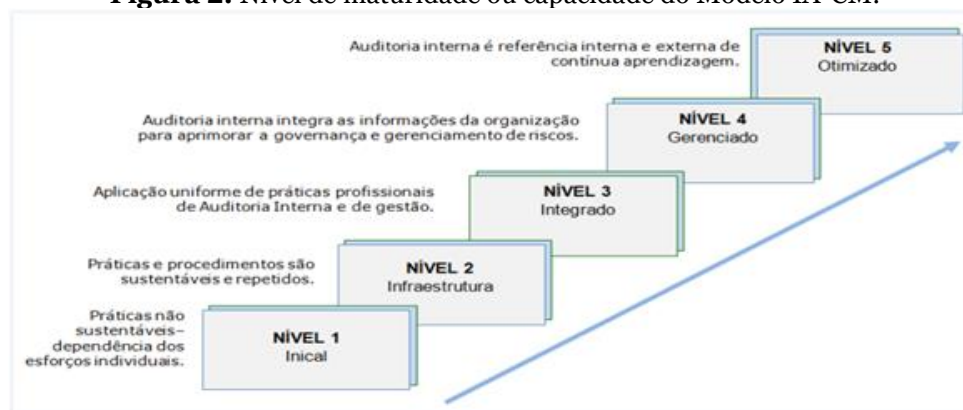 Figura 2: Nível de maturidade ou capacidade do Modelo IA-CM.
Auditoria interna é referência interna e externa de
contínua aprendizagem.
NÍVEL 5
Otimizado
Auditoria interna integra as informações da organização
para aprimorar a governança e gerenciamento de riscos.
NÍVEL 4
Gerenciado
Aplicação uniforme de práticas profissionais
de Auditoria Interna e de gestão.
NÍVEL 3
Integrado
Práticas e procedimentos são
sustentáveis e repetidos.
NÍVEL 2
Infraestrutura
Práticas não
sustentáveis–
dependência dos
esforços individuais.
NÍVEL 1
Inical